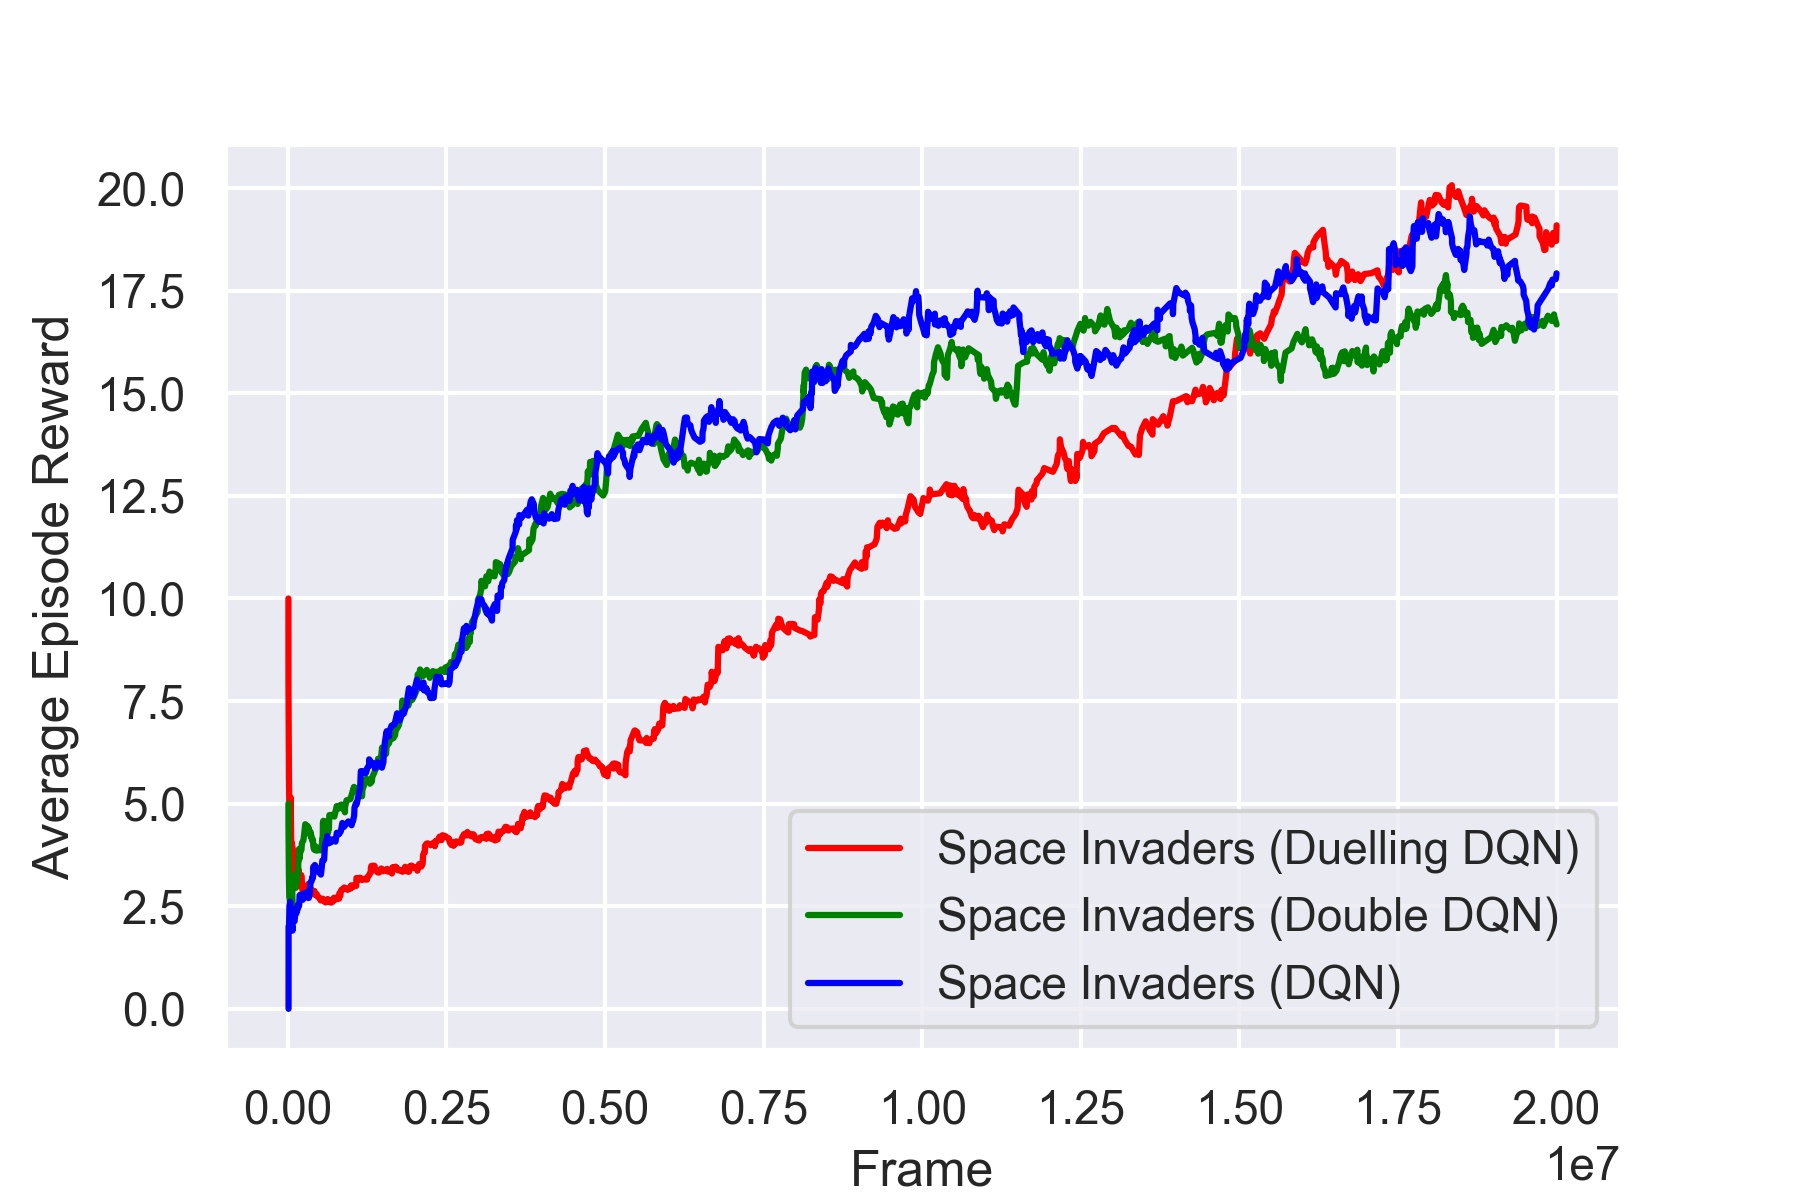 20.0
17.5
15.0
12.5
10.0
7.5
5.0
2.5
0.0
Average Episode Reward
Space Invaders (Duelling DQN)
Space Invaders (Double DQN)
Space Invaders (DQN)
0.00 0.25 0.50 0.75 1.00 1.25 1.50 1.75 2.00
1e7
Frame